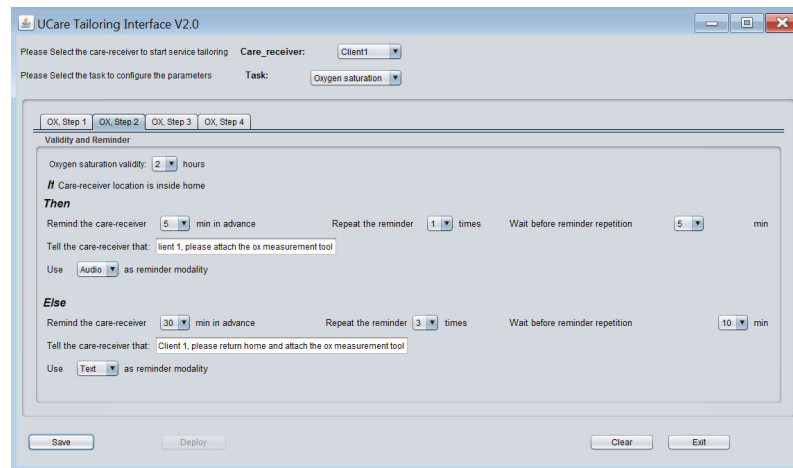 UCare Tailoring Interface V2.0
Please Select the care-receiver to start service tailoring Care_receiver: Client1
Please Select the task to configure the parameters Task: Oxygen saturation
OX, Step 1 OX, Step 2 OX, Step 3 OX, Step 4
Validity and Reminder
Oxygen saturation validity: 2 hours
If Care-receiver location is inside home
Then
Remind the care-receiver 5 min in advance Repeat the reminder 1 times Wait before reminder repetition 5 min
Tell the care-receiver that: lient 1, please attach the ox measurement tool
Use Audio as reminder modality
Else
Remind the care-receiver 30 min in advance Repeat the reminder 3 times Wait before reminder repetition 10 min
Tell the care-receiver that: Client 1, please return home and attach the ox measurement tool
Use Text as reminder modality
Save Deploy Clear Exit